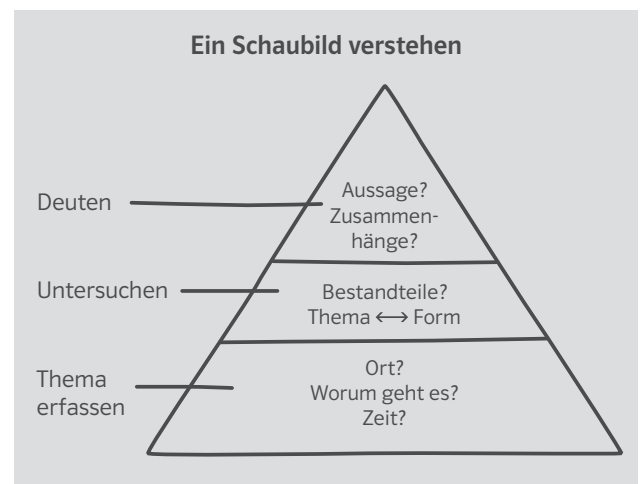 Ein Schaubild verstehen
Deuten
Aussage?
Zusammen-
hänge?
Untersuchen
Bestandteile?
Thema ⟷ Form
Thema
erfassen
Ort?
Worum geht es?
Zeit?